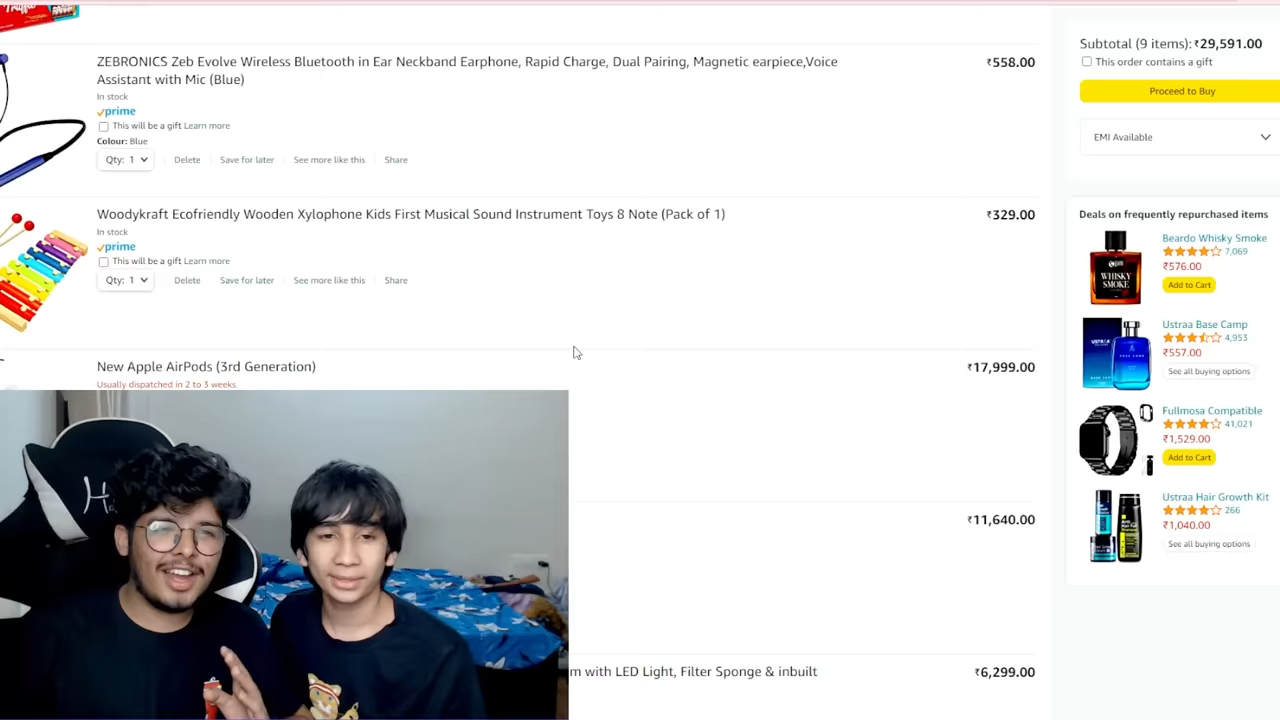 ZEBRONICS Zeb Evolve Wireless Bluetooth in Ear Neckband Earphone, Rapid Charge, Dual Pairing, Magnetic earpiece,Voice
Assistant with Mic (Blue)
₹558.00
In stock
prime
This will be a gift Learn more
Colour: Blue
Qty: 1
Delete
Save for later
See more like this
Share
Woodykraft Ecofriendly Wooden Xylophone Kids First Musical Sound Instrument Toys 8 Note (Pack of 1)
₹329.00
In stock
prime
This will be a gift Learn more
Qty: 1
Delete
Save for later
See more like this
Share
New Apple AirPods (3rd Generation)
₹17,999.00
Usually dispatched in 2 to 3 weeks.
₹11,640.00
m with LED Light, Filter Sponge & inbuilt
₹6,299.00
Subtotal (9 items): ₹29,591.00
This order contains a gift
Proceed to Buy
EMI Available
Deals on frequently repurchased items
WHISKY
SMOKE
Beardo Whisky Smoke
7,069
₹576.00
Add to Cart
Ustraa Base Camp
4,953
₹557.00
See all buying options
Fullmosa Compatible
41,021
₹1,529.00
Add to Cart
Ustraa Hair Growth Kit
266
₹1,040.00
See all buying options